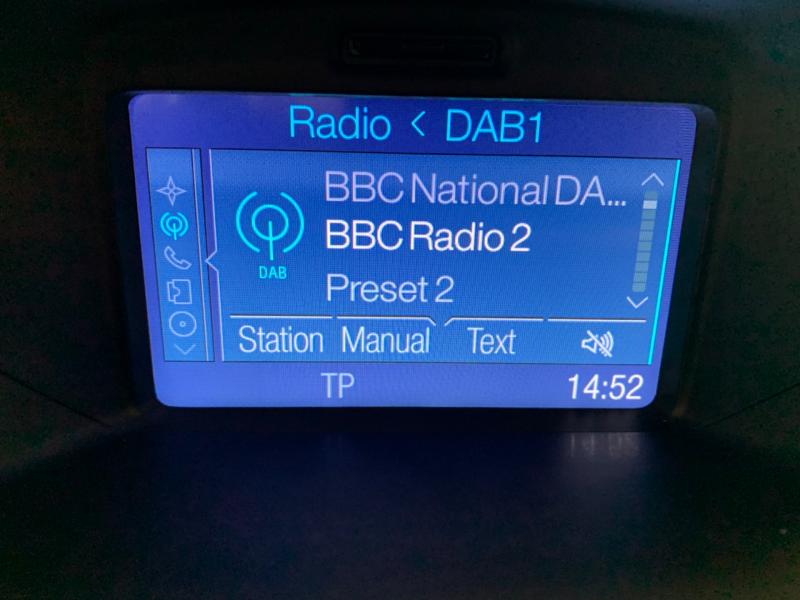 Radio < DAB1
BBC National DA...
BBC Radio 2
DAB
Preset 2
Station Manual Text
TP 14:52